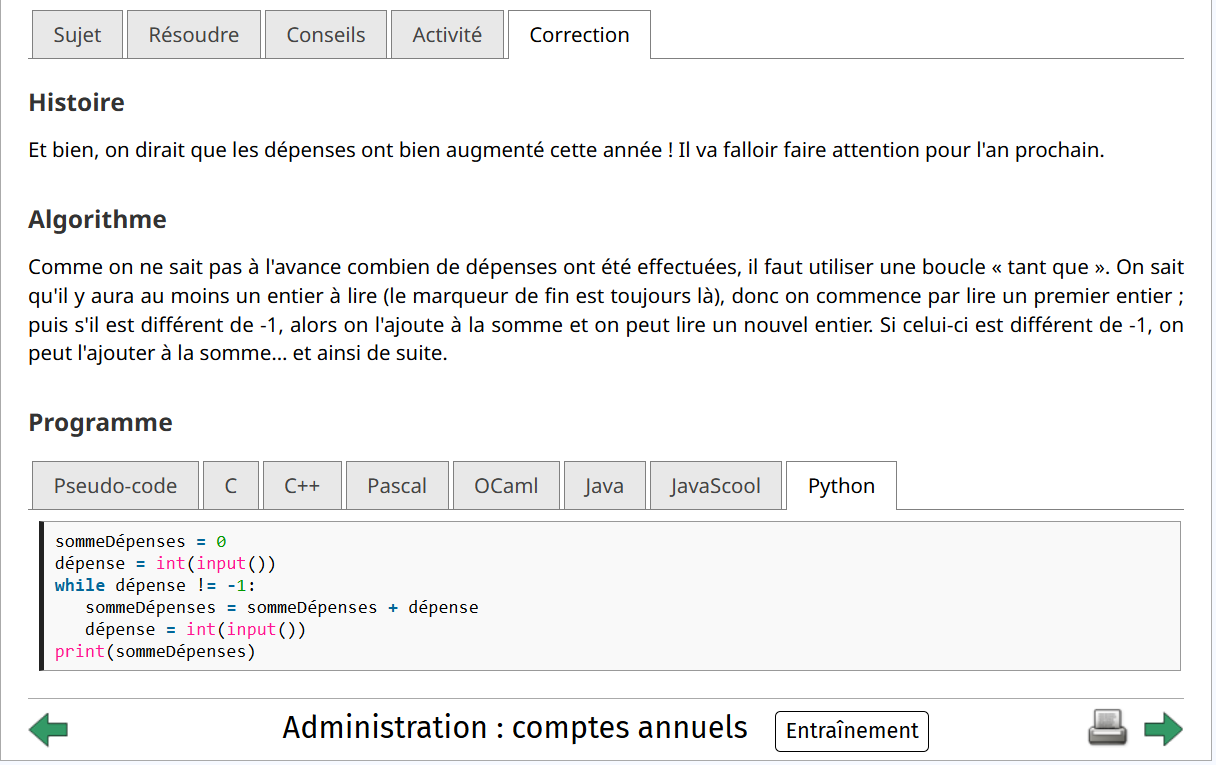 Sujet Résoudre Conseils Activité Correction
Histoire
Et bien, on dirait que les dépenses ont bien augmenté cette année ! Il va falloir faire attention pour l'an prochain.
Algorithme
Comme on ne sait pas à l'avance combien de dépenses ont été effectuées, il faut utiliser une boucle « tant que ». On sait
qu'il y aura au moins un entier à lire (le marqueur de fin est toujours là), donc on commence par lire un premier entier ;
puis s'il est différent de -1, alors on l'ajoute à la somme et on peut lire un nouvel entier. Si celui-ci est différent de -1, on
peut l'ajouter à la somme... et ainsi de suite.
Programme
Pseudo-code C C++ Pascal OCaml Java JavaScool Python
sommeDépenses = 0
dépense = int(input())
while dépense != -1:
   sommeDépenses = sommeDépenses + dépense
   dépense = int(input())
print(sommeDépenses)
Administration : comptes annuels Entraînement